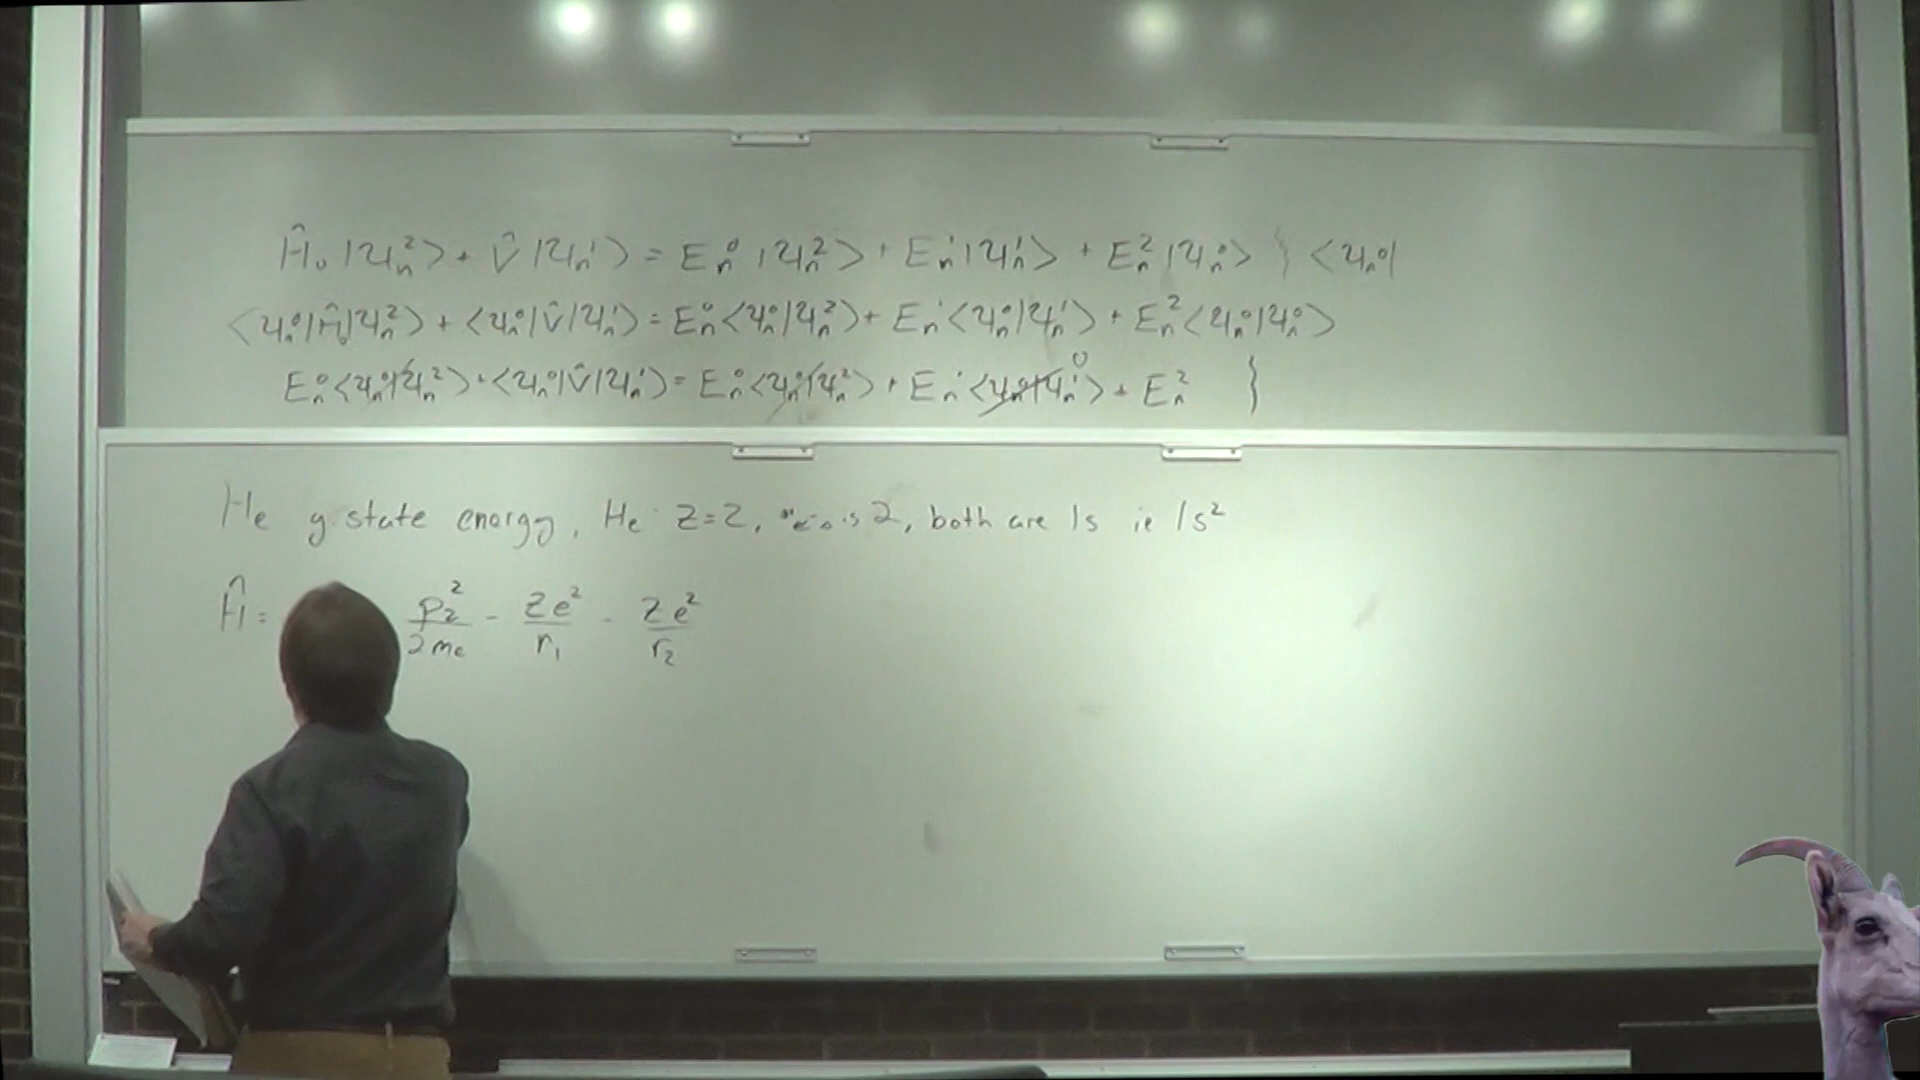 Ĥ₀|ψₙ²⟩ + V̂|ψₙ¹⟩ = Eₙ⁰|ψₙ²⟩ + Eₙ¹|ψₙ¹⟩ + Eₙ²|ψₙ⁰⟩ } ⟨ψₙ⁰|
⟨ψₙ⁰|Ĥ₀|ψₙ²⟩ + ⟨ψₙ⁰|V̂|ψₙ¹⟩ = Eₙ⁰⟨ψₙ⁰|ψₙ²⟩ + Eₙ¹⟨ψₙ⁰|ψₙ¹⟩ + Eₙ²⟨ψₙ⁰|ψₙ⁰⟩
Eₙ⁰⟨ψₙ⁰|ψₙ²⟩ + ⟨ψₙ⁰|V̂|ψₙ¹⟩ = Eₙ⁰⟨ψₙ⁰|ψₙ²⟩ + Eₙ¹⟨ψₙ⁰|ψₙ¹⟩ 0 + Eₙ² }
He g. state energy, He Z=2, is 2, both are 1s ie 1s²
Ĥ = p₂²/2mₑ - Ze²/r₁ - Ze²/r₂